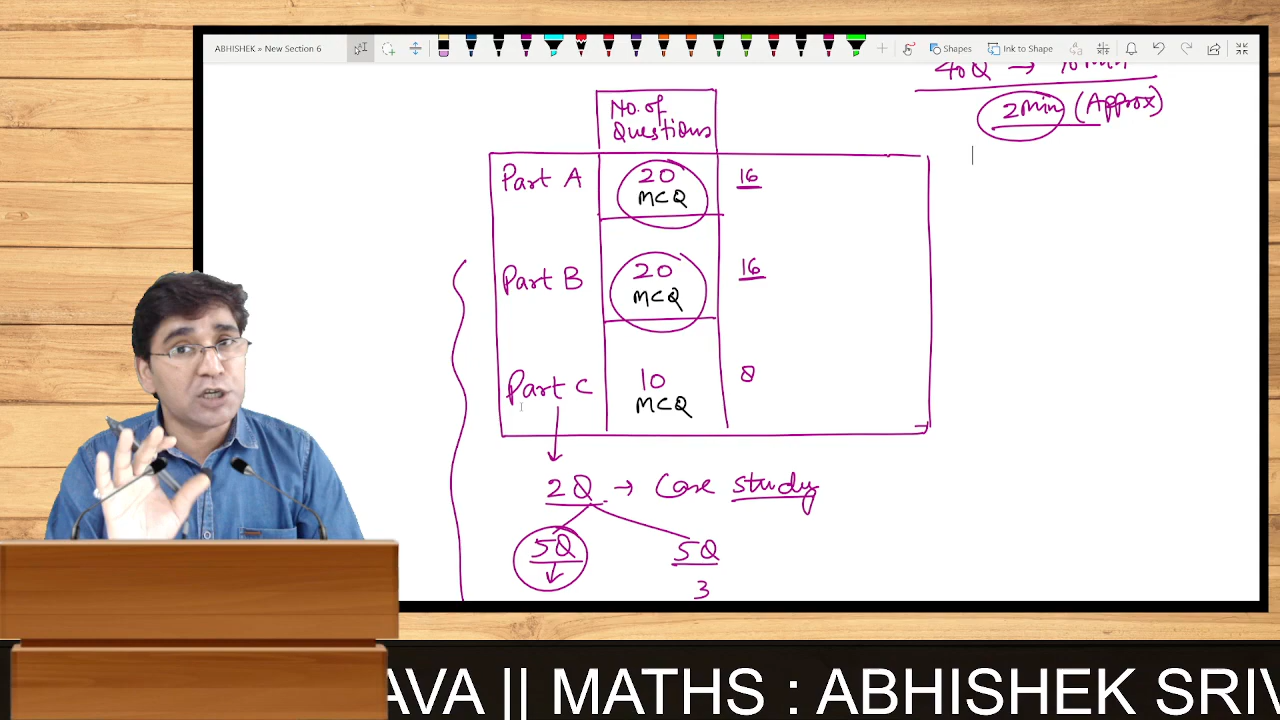 ABHISHEK » New Section 6
Shapes
Ink to Shape
40Q →
2min (Approx)
No. of
Questions
Part A
20
MCQ
16
Part B
20
MCQ
16
Part C
10
MCQ
8
2Q → Case study
5Q
5Q
3
AVA || MATHS : ABHISHEK SRIV